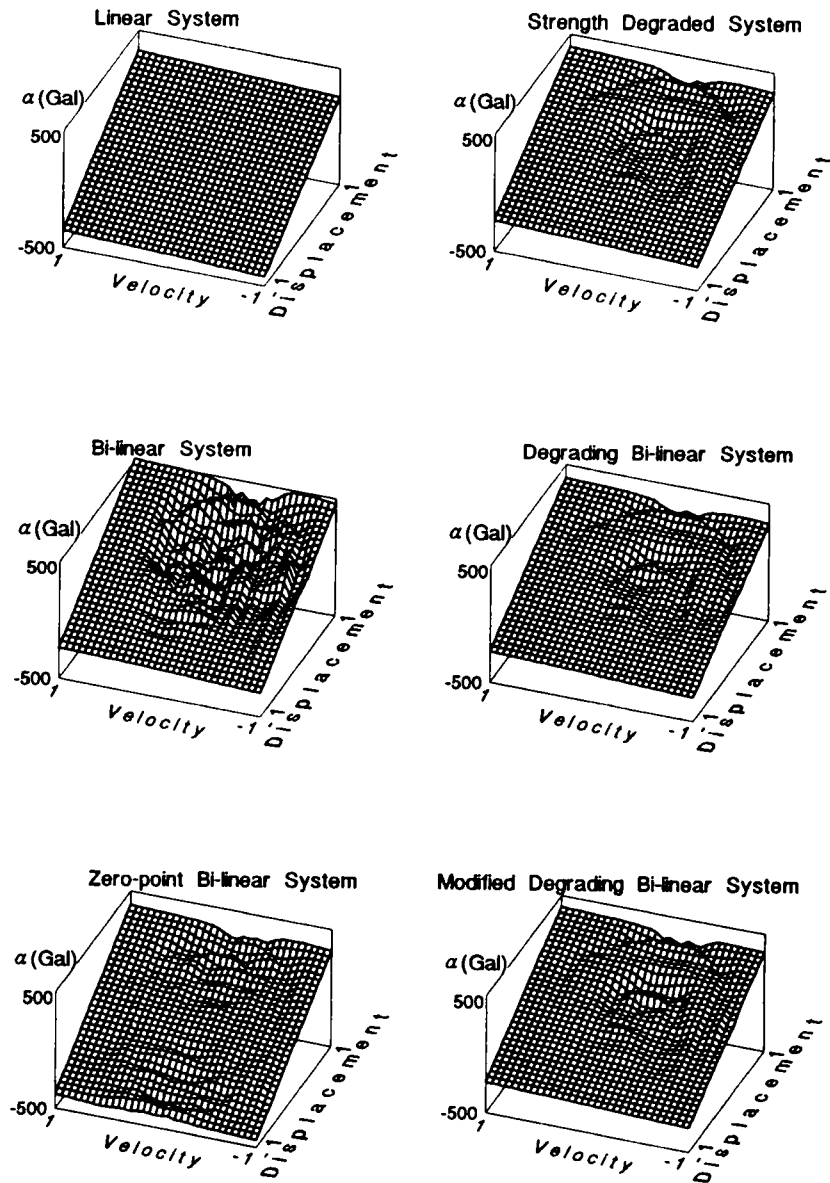 Linear System
α(Gal)
500
-500
1
Velocity
-1
-1
Displacement
1
Strength Degraded System
α(Gal)
500
-500
1
Velocity
-1
-1
Displacement
1
Bi-linear System
α(Gal)
500
-500
1
Velocity
-1
-1
Displacement
1
Degrading Bi-linear System
α(Gal)
500
-500
1
Velocity
-1
-1
Displacement
1
Zero-point Bi-linear System
α(Gal)
500
-500
1
Velocity
-1
-1
Displacement
1
Modified Degrading Bi-linear System
α(Gal)
500
-500
1
Velocity
-1
-1
Displacement
1